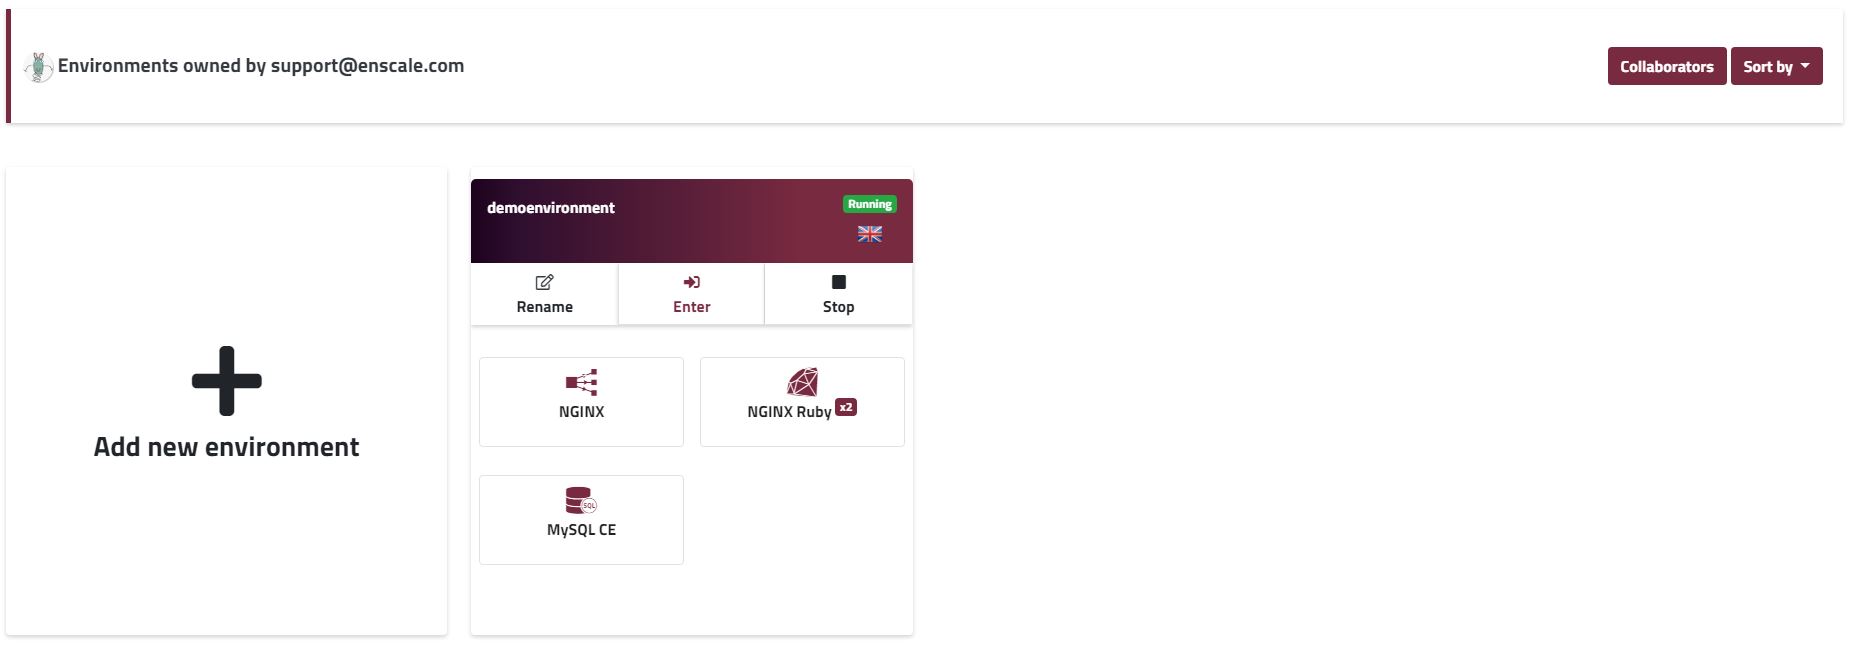 Environments owned by support@enscale.com
Collaborators
Sort by
Add new environment
demoenvironment
Running
Rename
Enter
Stop
NGINX
NGINX Ruby x2
SQL
MySQL CE